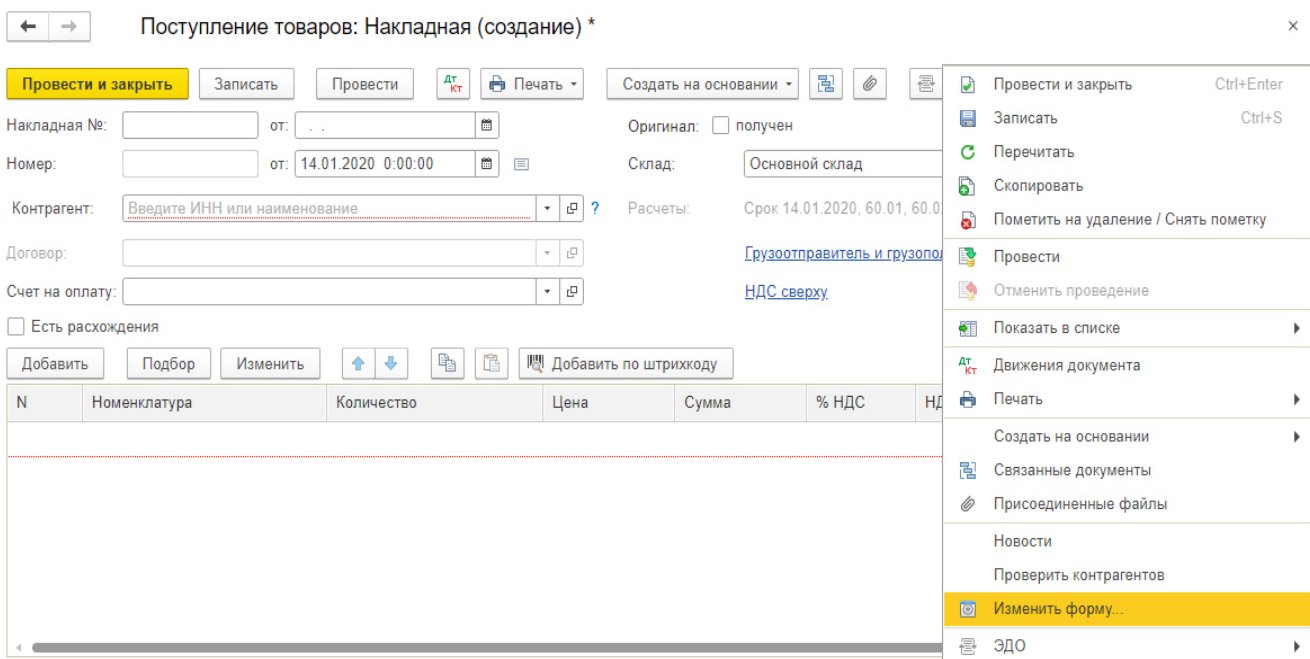 Поступление товаров: Накладная (создание) *
Провести и закрыть Записать Провести Дт Кт Печать Создать на основании
Накладная №: от: . . Оригинал: получен
Номер: от: 14.01.2020 0:00:00 Склад: Основной склад
Контрагент: Введите ИНН или наименование ? Расчеты: Срок 14.01.2020, 60.01, 60.0
Договор: Грузоотправитель и грузопол
Счет на оплату: НДС сверху
Есть расхождения
Добавить Подбор Изменить Добавить по штрихкоду
N Номенклатура Количество Цена Сумма % НДС НД
Провести и закрыть Ctrl+Enter
Записать Ctrl+S
Перечитать
Скопировать
Пометить на удаление / Снять пометку
Провести
Отменить проведение
Показать в списке
Дт Кт Движения документа
Печать
Создать на основании
Связанные документы
Присоединенные файлы
Новости
Проверить контрагентов
Изменить форму...
ЭДО